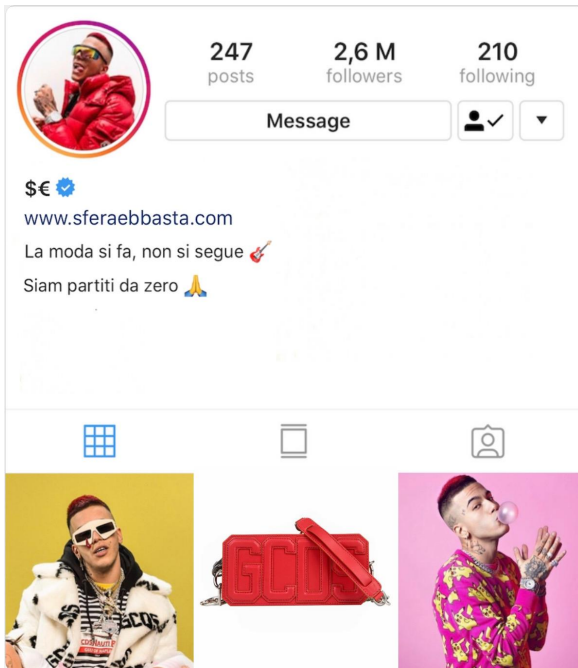 247 2,6 M 210
posts followers following
Message
$€
www.sferaebbasta.com
La moda si fa, non si segue 🎸
Siam partiti da zero 🙏
GCDS
GCDS